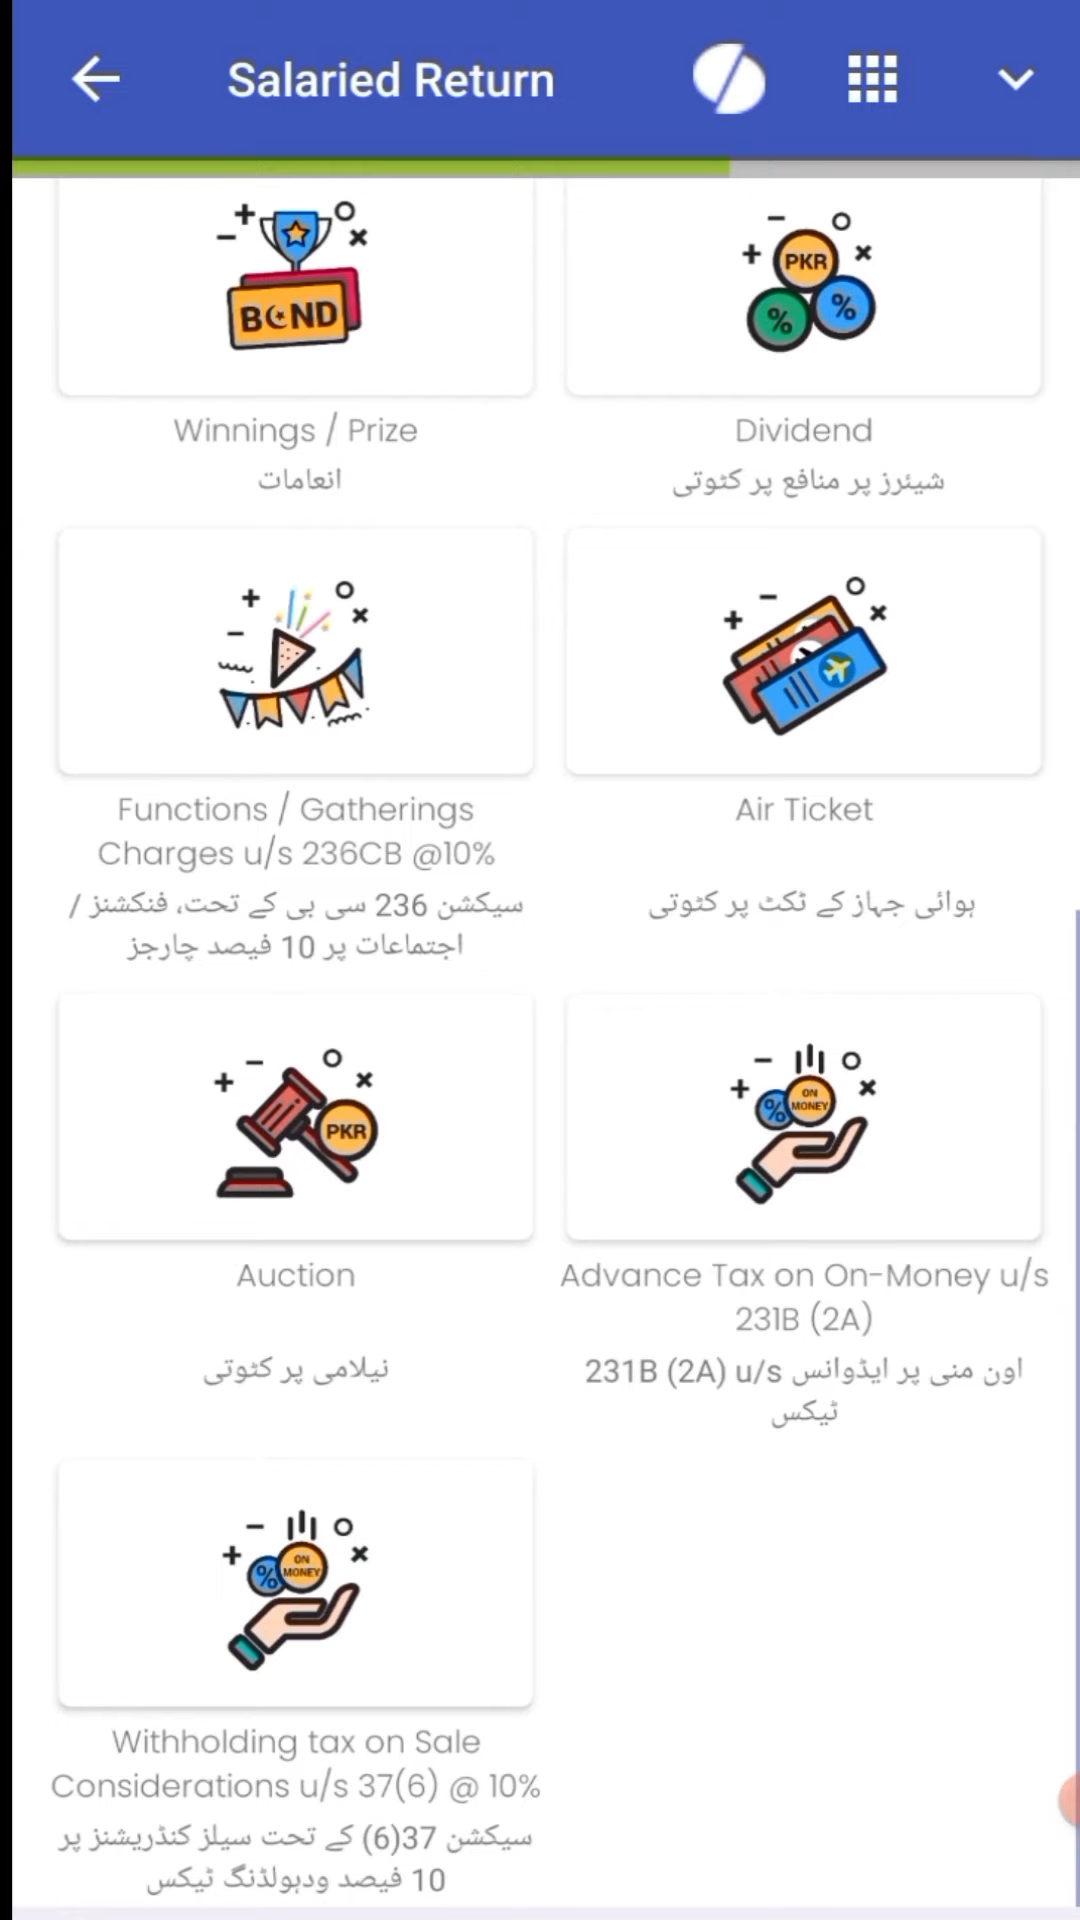 Salaried Return
BOND
PKR
%
%
Winnings / Prize
Dividend
انعامات
شیئرز پر منافع پر کٹوتی
Functions / Gatherings
Charges u/s 236CB @10%
Air Ticket
سیکشن 236 سی بی کے تحت، فنکشنز /
اجتماعات پر 10 فیصد چارجز
ہوائی جہاز کے ٹکٹ پر کٹوتی
PKR
%
ON
MONEY
Auction
Advance Tax on On-Money u/s
231B (2A)
نیلامی پر کٹوتی
اون منی پر ایڈوانس 231B (2A) u/s
ٹیکس
%
ON
MONEY
Withholding tax on Sale
Considerations u/s 37(6) @ 10%
سیکشن 37(6) کے تحت سیلز کنڈریشنز پر
10 فیصد ودہولڈنگ ٹیکس